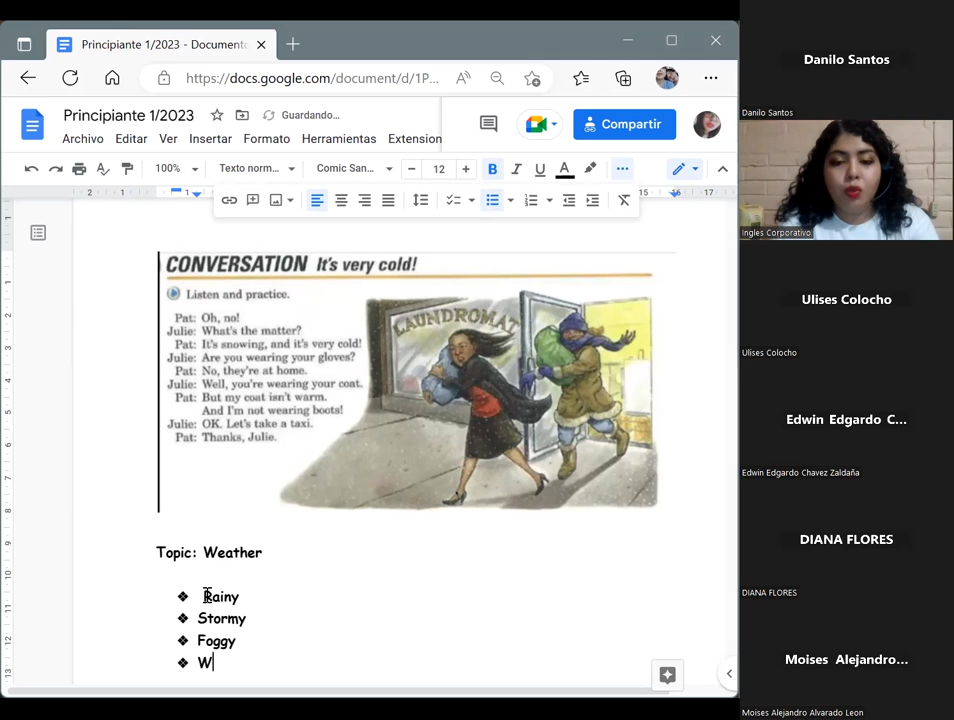 Principiante 1/2023 - Documento
https://docs.google.com/document/d/1P...
Principiante 1/2023
Guardando...
Compartir
Archivo Editar Ver Insertar Formato Herramientas Extension
100% Texto norm... Comic San... 12
2 1 1 15 16 17
CONVERSATION It's very cold!
Listen and practice.
Pat: Oh, no!
Julie: What's the matter?
Pat: It's snowing, and it's very cold!
Julie: Are you wearing your gloves?
Pat: No, they're at home.
Julie: Well, you're wearing your coat.
Pat: But my coat isn't warm.
And I'm not wearing boots!
Julie: OK. Let's take a taxi.
Pat: Thanks, Julie.
LAUNDROMAT
Topic: Weather
❖ Rainy
❖ Stormy
❖ Foggy
❖ W
Danilo Santos
Danilo Santos
Ingles Corporativo
Ulises Colocho
Ulises Colocho
Edwin Edgardo C...
Edwin Edgardo Chavez Zaldaña
DIANA FLORES
DIANA FLORES
Moises Alejandro...
Moises Alejandro Alvarado Leon